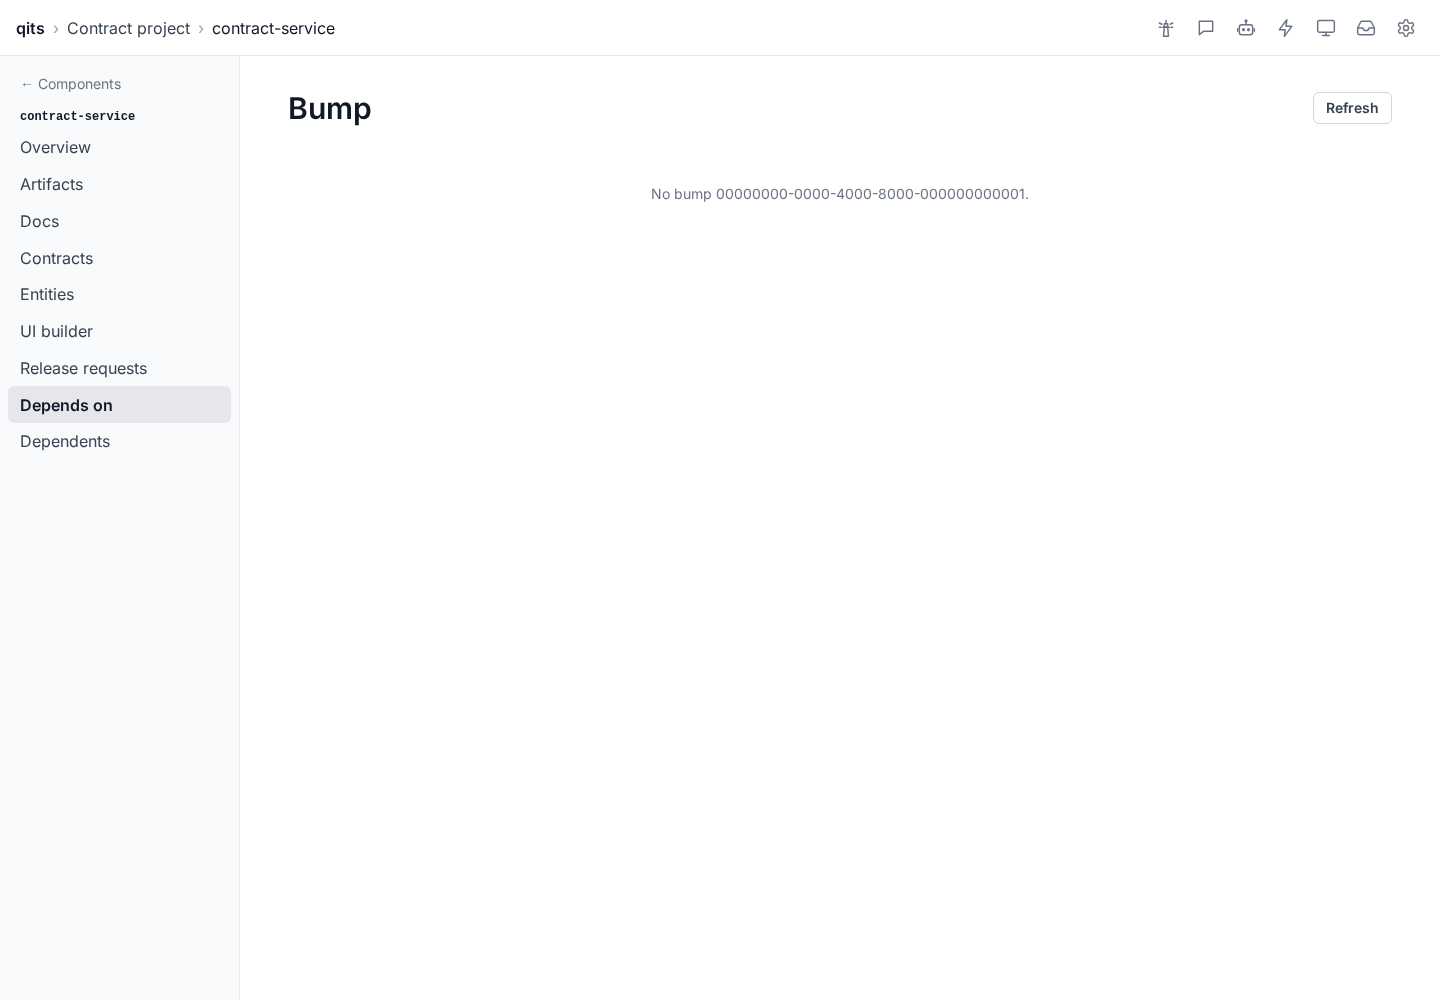 qits › Contract project › contract-service
← Components
contract-service
Overview
Artifacts
Docs
Contracts
Entities
UI builder
Release requests
Depends on
Dependents
Bump
Refresh
No bump 00000000-0000-4000-8000-000000000001.